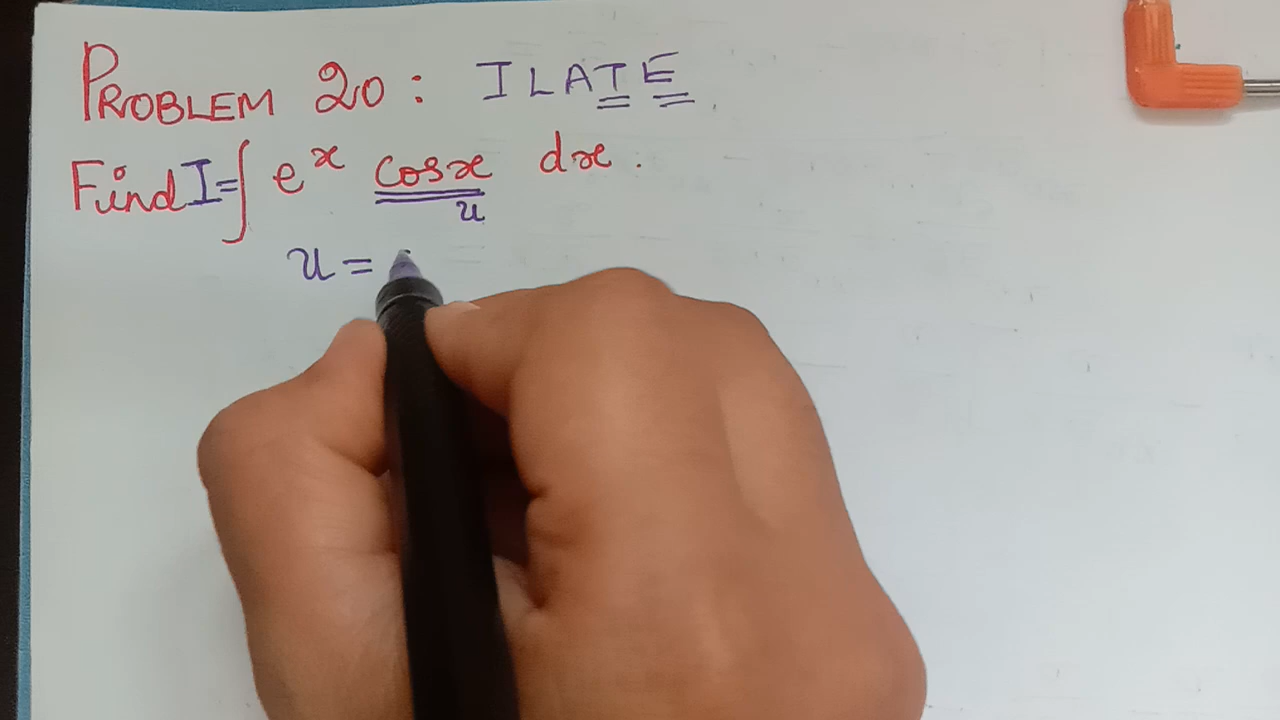 PROBLEM 20 : ILATE
Find I = ∫ eˣ cosx dx .
u
u =